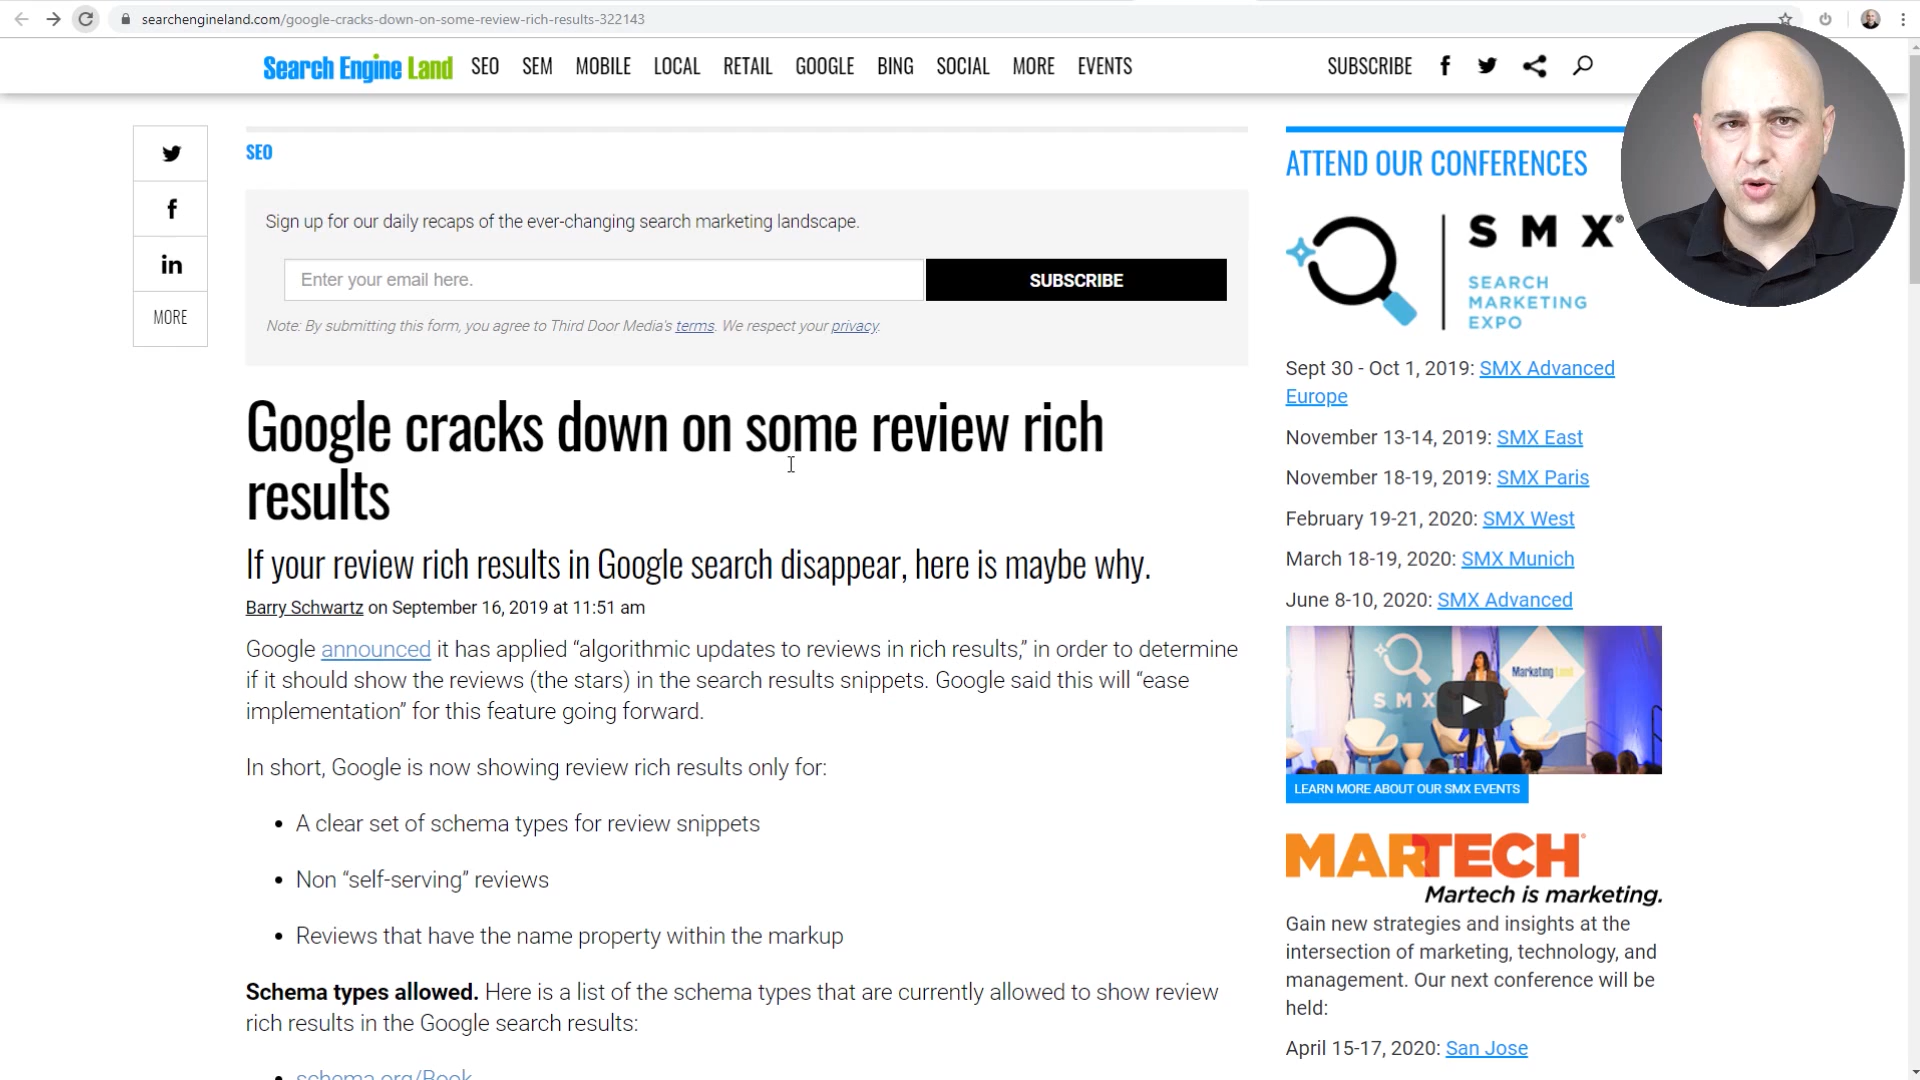 searchengineland.com/google-cracks-down-on-some-review-rich-results-322143
Search Engine Land SEO SEM MOBILE LOCAL RETAIL GOOGLE BING SOCIAL MORE EVENTS SUBSCRIBE
MORE
SEO
Sign up for our daily recaps of the ever-changing search marketing landscape.
Enter your email here. SUBSCRIBE
Note: By submitting this form, you agree to Third Door Media's terms. We respect your privacy.
Google cracks down on some review rich
results
If your review rich results in Google search disappear, here is maybe why.
Barry Schwartz on September 16, 2019 at 11:51 am
Google announced it has applied “algorithmic updates to reviews in rich results,” in order to determine
if it should show the reviews (the stars) in the search results snippets. Google said this will “ease
implementation” for this feature going forward.
In short, Google is now showing review rich results only for:
• A clear set of schema types for review snippets
• Non “self-serving” reviews
• Reviews that have the name property within the markup
Schema types allowed. Here is a list of the schema types that are currently allowed to show review
rich results in the Google search results:
• schema.org/Book
ATTEND OUR CONFERENCES
SMX®
SEARCH
MARKETING
EXPO
Sept 30 - Oct 1, 2019: SMX Advanced
Europe
November 13-14, 2019: SMX East
November 18-19, 2019: SMX Paris
February 19-21, 2020: SMX West
March 18-19, 2020: SMX Munich
June 8-10, 2020: SMX Advanced
SMX
Marketing Land
LEARN MORE ABOUT OUR SMX EVENTS
MARTECH®
Martech is marketing.
Gain new strategies and insights at the
intersection of marketing, technology, and
management. Our next conference will be
held:
April 15-17, 2020: San Jose